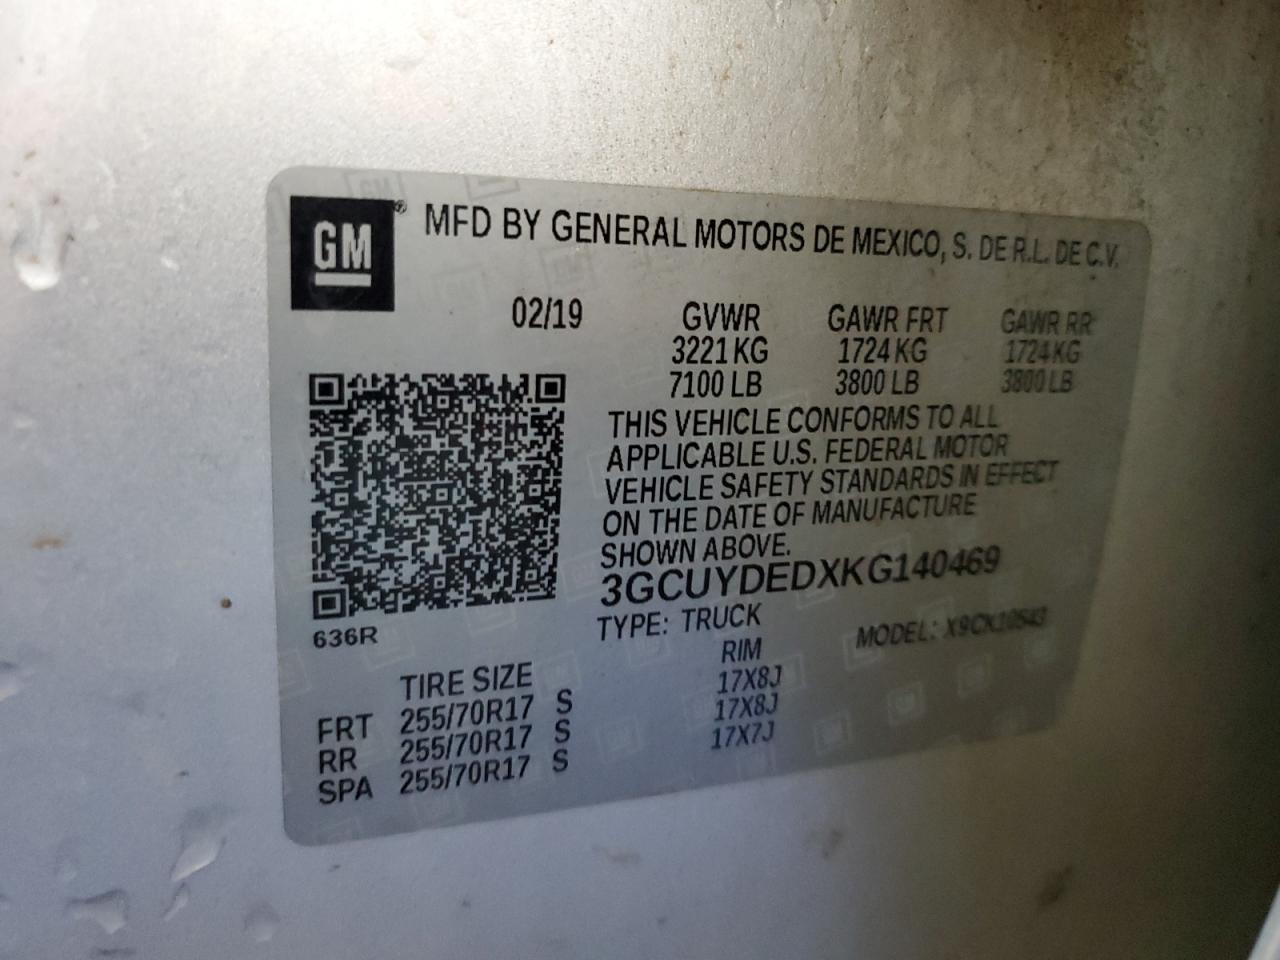 GM®
MFD BY GENERAL MOTORS DE MEXICO, S. DE R.L. DE C.V.
02/19 GVWR GAWR FRT GAWR RR
3221 KG 1724 KG 1724 KG
7100 LB 3800 LB 3800 LB
THIS VEHICLE CONFORMS TO ALL
APPLICABLE U.S. FEDERAL MOTOR
VEHICLE SAFETY STANDARDS IN EFFECT
ON THE DATE OF MANUFACTURE
SHOWN ABOVE.
3GCUYDEDXKG140469
636R
TYPE: TRUCK MODEL: X9CK10543
TIRE SIZE RIM
FRT 255/70R17 S 17X8J
RR 255/70R17 S 17X8J
SPA 255/70R17 S 17X7J